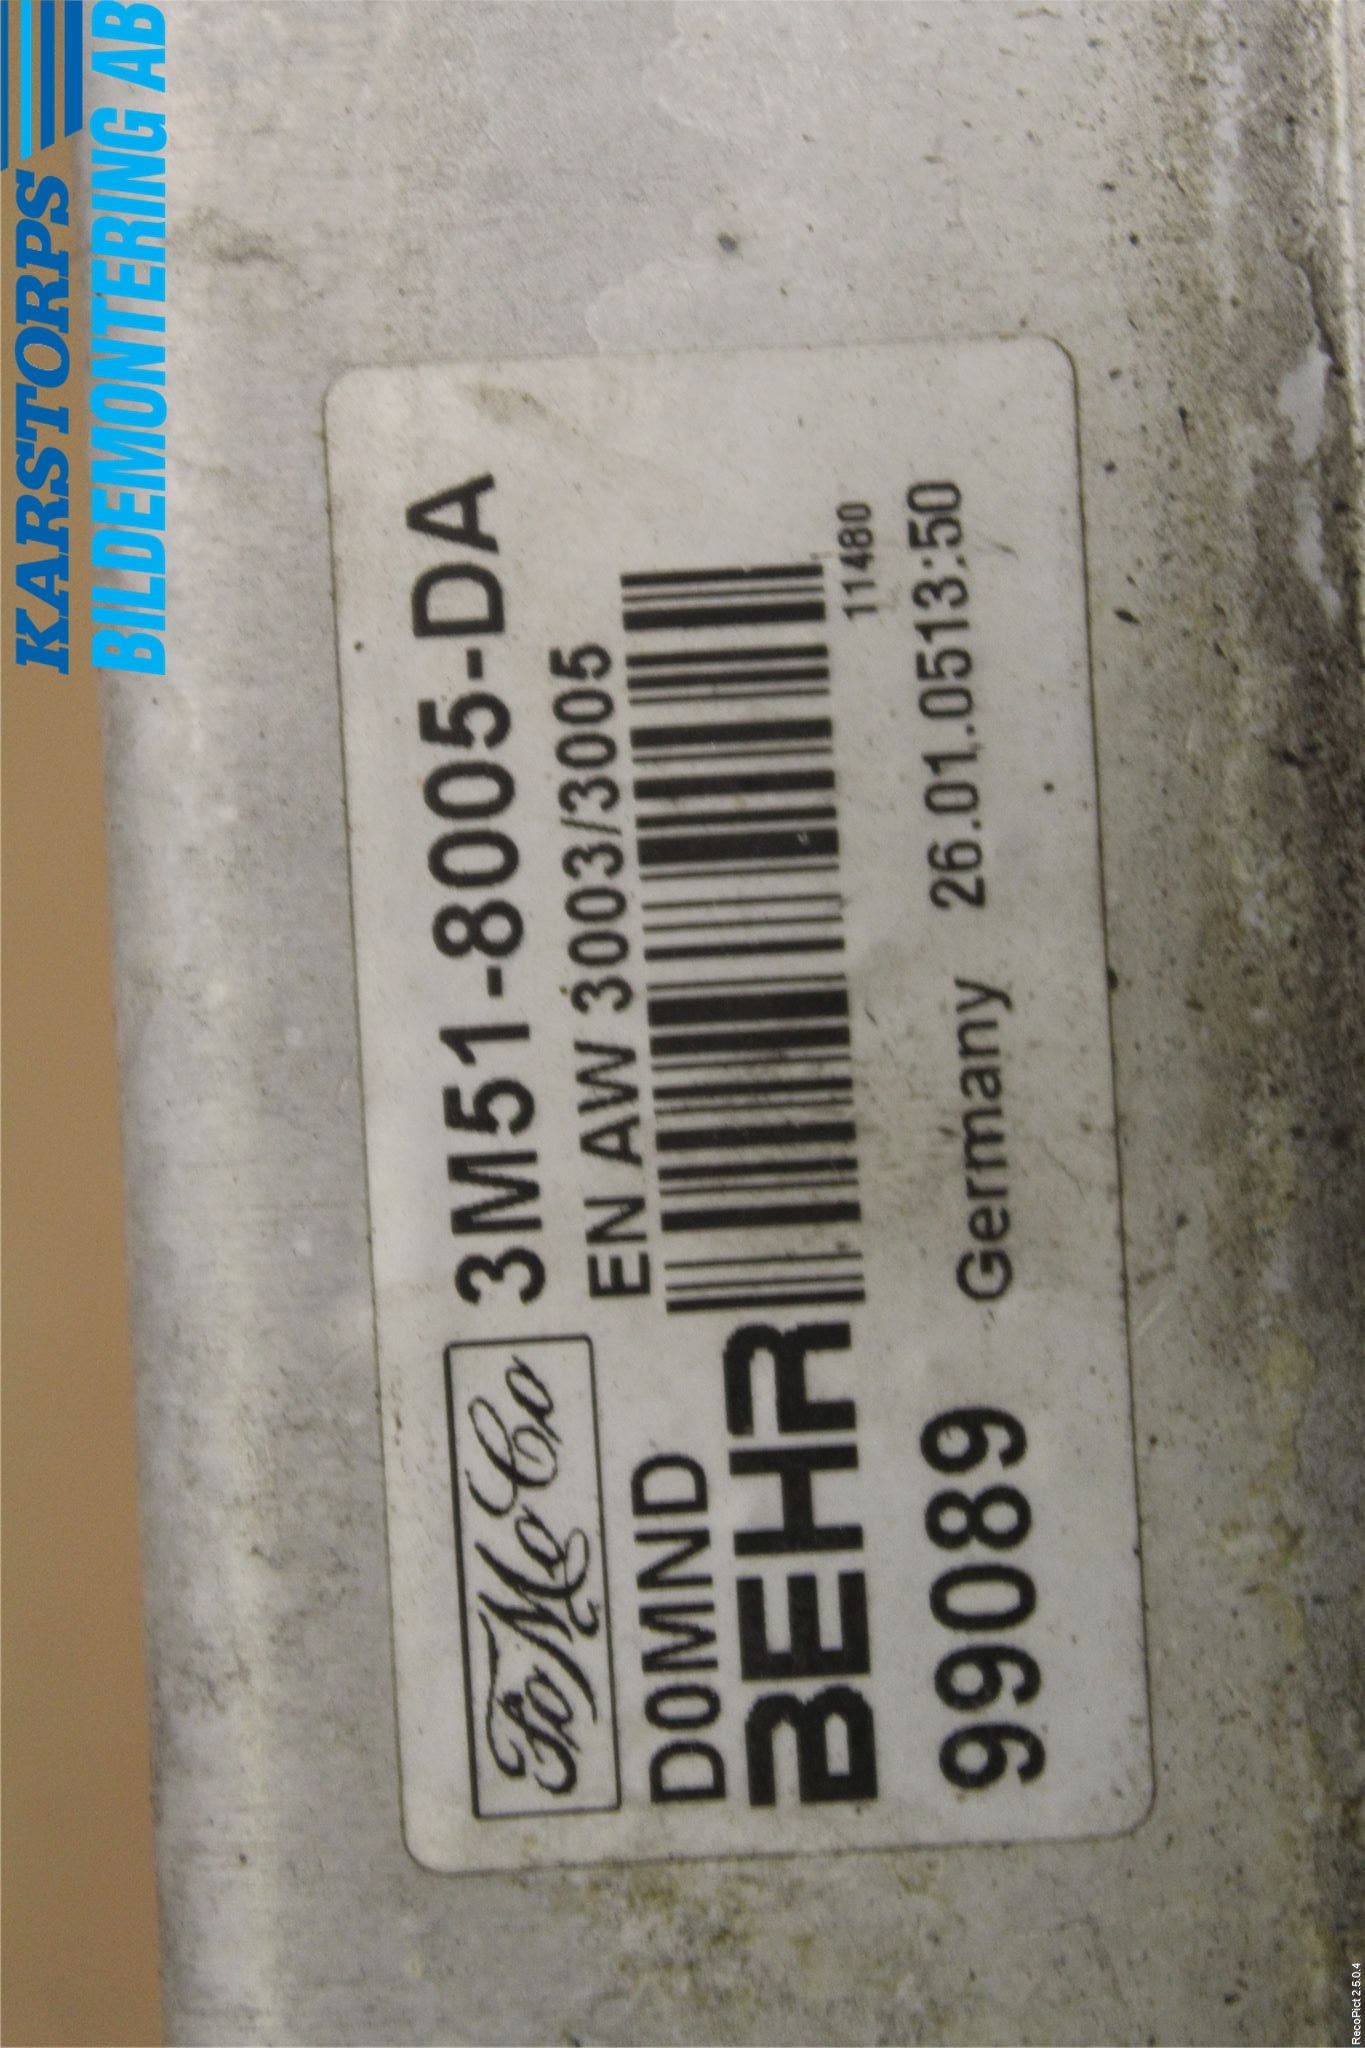 KARSTORPS
BILDEMONTERING AB
FoMoCo
3M51-8005-DA
EN AW 3003/3005
D0MND
BEHR
11480
99089
Germany 26.01.0513:50
RecoPict 2.5.0.4